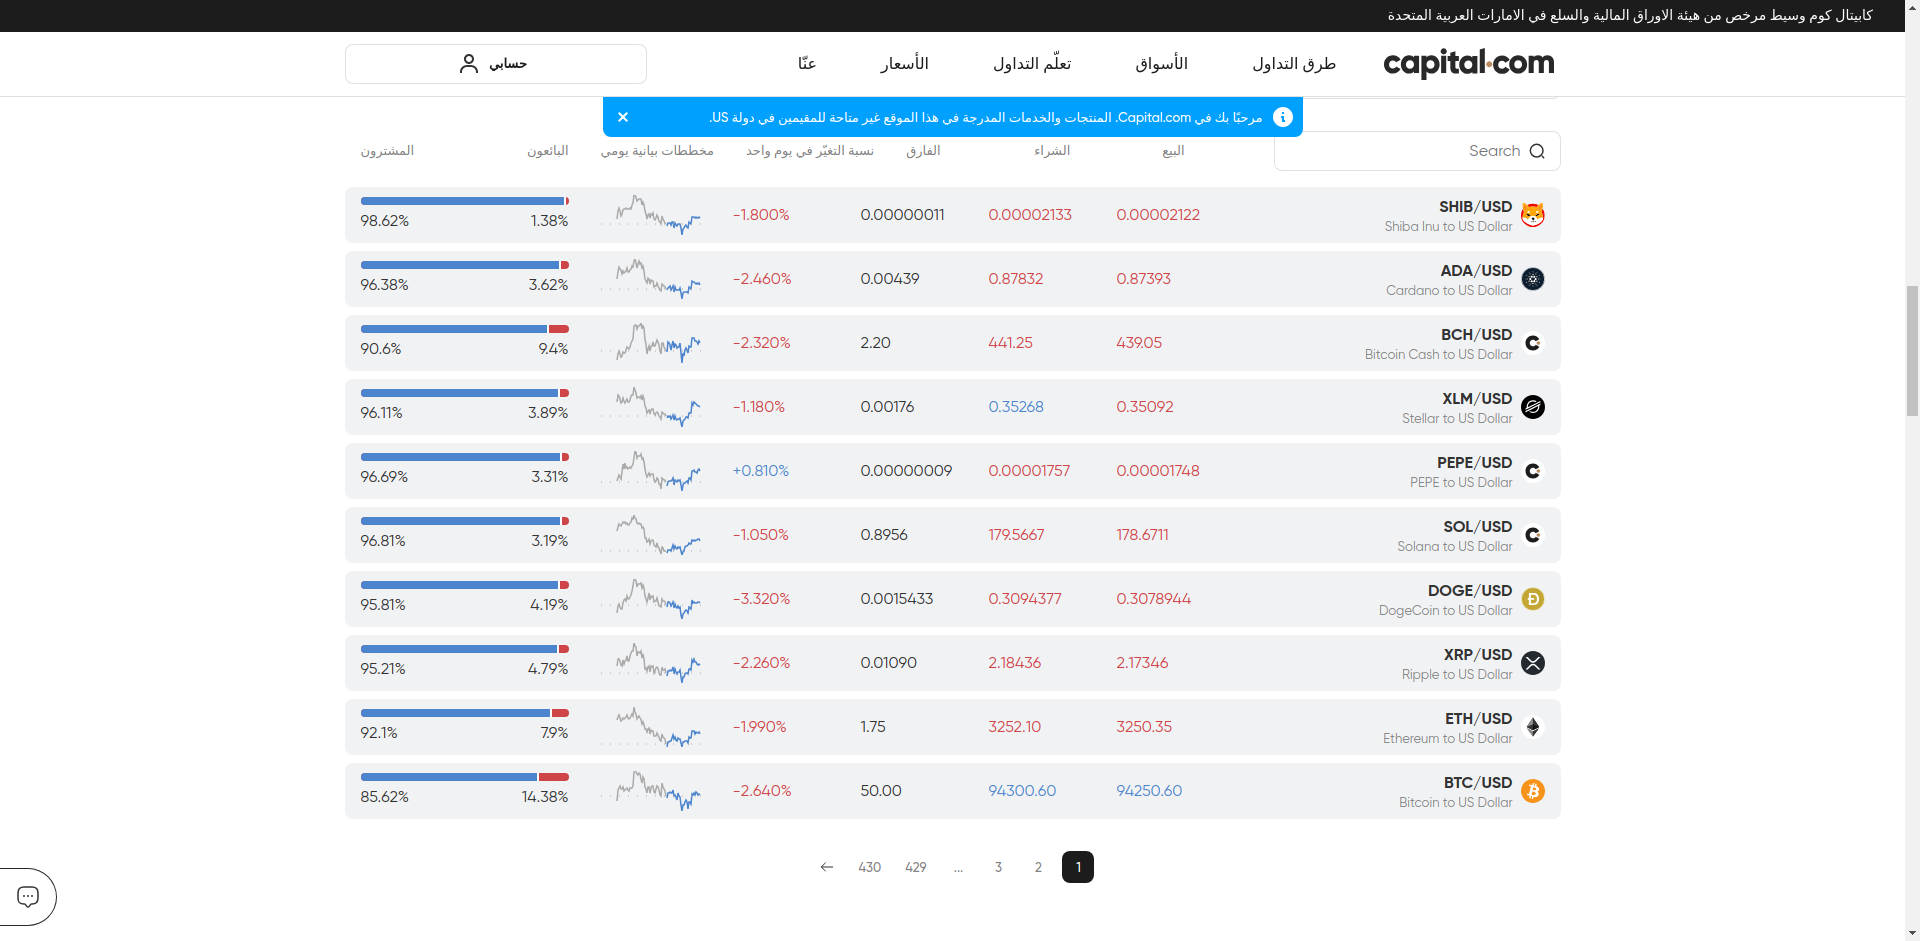 كابيتال كوم وسيط مرخص من هيئة الاوراق المالية والسلع في الامارات العربية المتحدة
capital.com طرق التداول الأسواق تعلّم التداول الأسعار عنّا حسابي
مرحبًا بك في Capital.com. المنتجات والخدمات المدرجة في هذا الموقع غير متاحة للمقيمين في دولة US.
Search البيع الشراء الفارق نسبة التغيّر في يوم واحد مخططات بيانية يومي البائعون المشترون
SHIB/USD 0.00002122 0.00002133 0.00000011 -1.800% 1.38% 98.62%
Shiba Inu to US Dollar
ADA/USD 0.87393 0.87832 0.00439 -2.460% 3.62% 96.38%
Cardano to US Dollar
BCH/USD 439.05 441.25 2.20 -2.320% 9.4% 90.6%
Bitcoin Cash to US Dollar
XLM/USD 0.35092 0.35268 0.00176 -1.180% 3.89% 96.11%
Stellar to US Dollar
PEPE/USD 0.00001748 0.00001757 0.00000009 +0.810% 3.31% 96.69%
PEPE to US Dollar
SOL/USD 178.6711 179.5667 0.8956 -1.050% 3.19% 96.81%
Solana to US Dollar
DOGE/USD 0.3078944 0.3094377 0.0015433 -3.320% 4.19% 95.81%
DogeCoin to US Dollar
XRP/USD 2.17346 2.18436 0.01090 -2.260% 4.79% 95.21%
Ripple to US Dollar
ETH/USD 3250.35 3252.10 1.75 -1.990% 7.9% 92.1%
Ethereum to US Dollar
BTC/USD 94250.60 94300.60 50.00 -2.640% 14.38% 85.62%
Bitcoin to US Dollar
1 2 3 ... 429 430